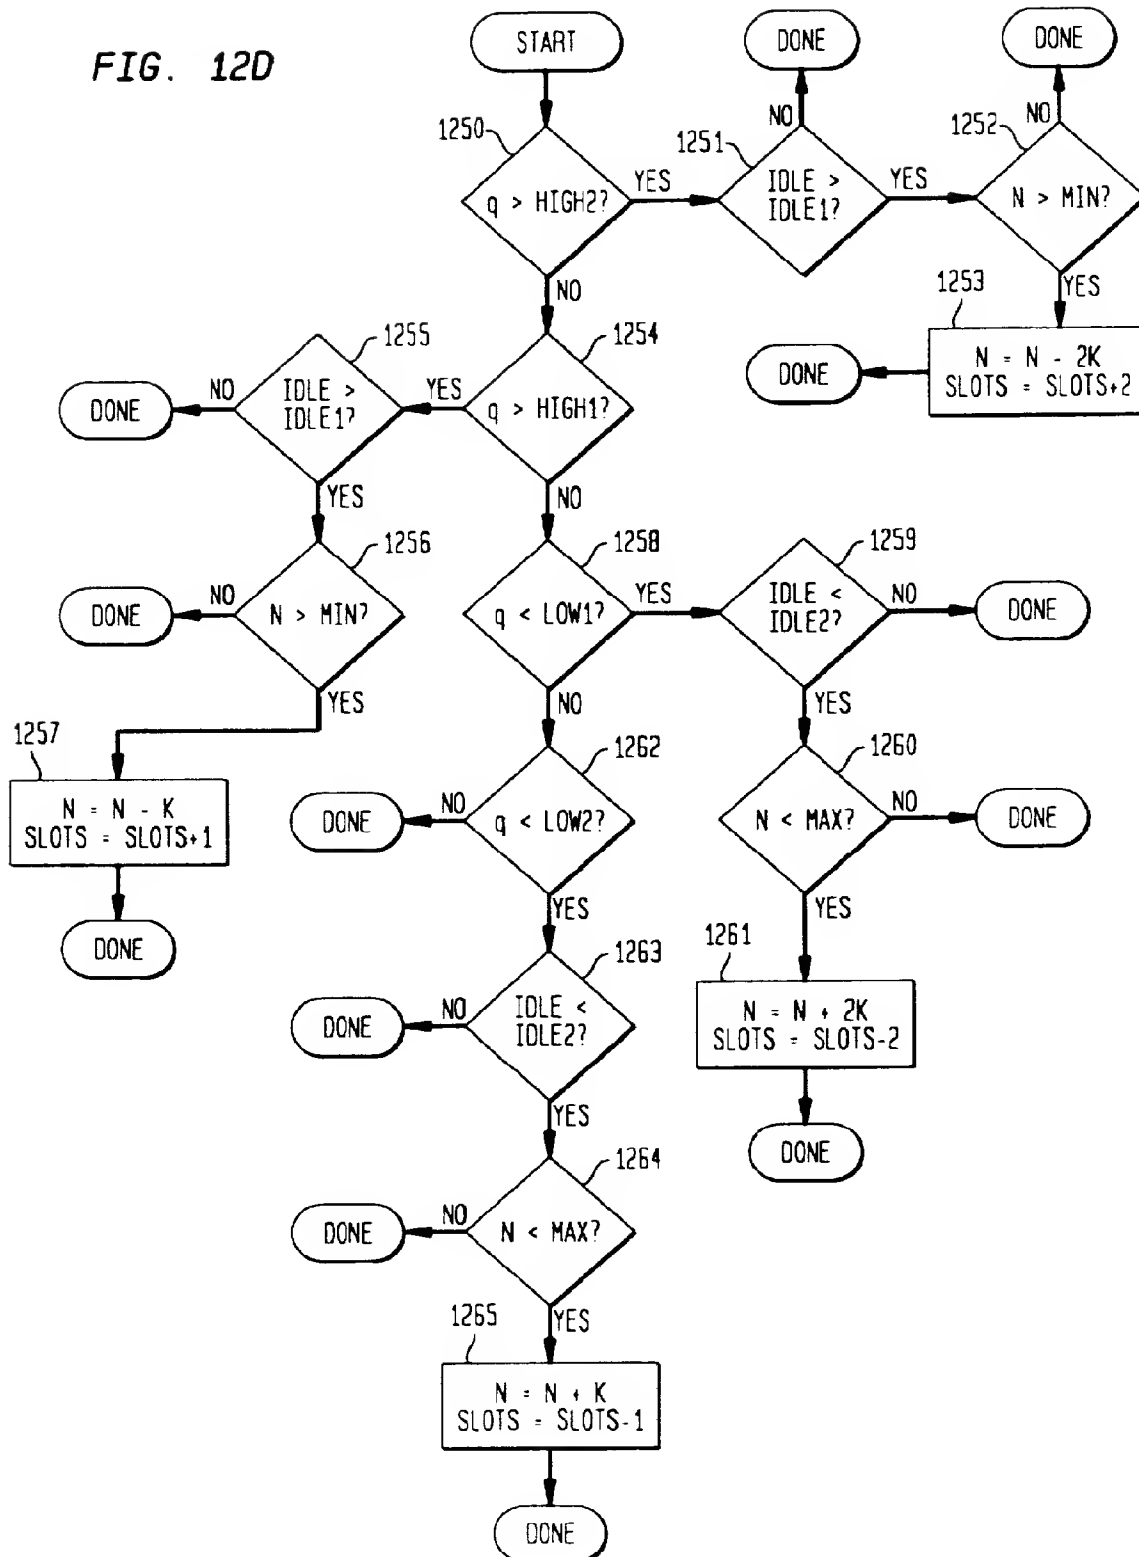 FIG. 12D
START
DONE
DONE
1250
q > HIGH2?
YES
NO
1251
IDLE >
IDLE1?
NO
YES
1252
N > MIN?
NO
YES
1253
N = N - 2K
SLOTS = SLOTS+2
DONE
1254
q > HIGH1?
YES
NO
1255
IDLE >
IDLE1?
NO
DONE
YES
1256
N > MIN?
NO
DONE
YES
1257
N = N - K
SLOTS = SLOTS+1
DONE
1258
q < LOW1?
YES
NO
1259
IDLE <
IDLE2?
NO
DONE
YES
1260
N < MAX?
NO
DONE
YES
1261
N = N + 2K
SLOTS = SLOTS-2
DONE
1262
q < LOW2?
NO
DONE
YES
1263
IDLE <
IDLE2?
NO
DONE
YES
1264
N < MAX?
NO
DONE
YES
1265
N = N + K
SLOTS = SLOTS-1
DONE